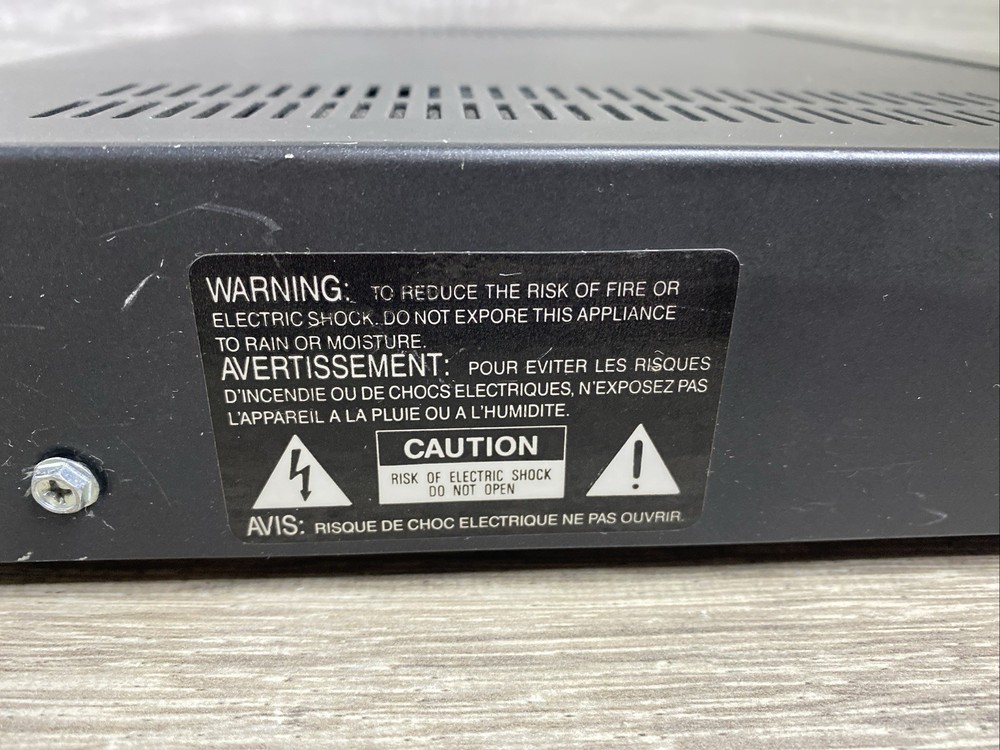 WARNING: TO REDUCE THE RISK OF FIRE OR
ELECTRIC SHOCK. DO NOT EXPORE THIS APPLIANCE
TO RAIN OR MOISTURE.
AVERTISSEMENT: POUR EVITER LES RISQUES
D'INCENDIE OU DE CHOCS ELECTRIQUES, N'EXPOSEZ PAS
L'APPAREIL A LA PLUIE OU A L'HUMIDITE.
CAUTION
RISK OF ELECTRIC SHOCK
DO NOT OPEN
AVIS: RISQUE DE CHOC ELECTRIQUE NE PAS OUVRIR.